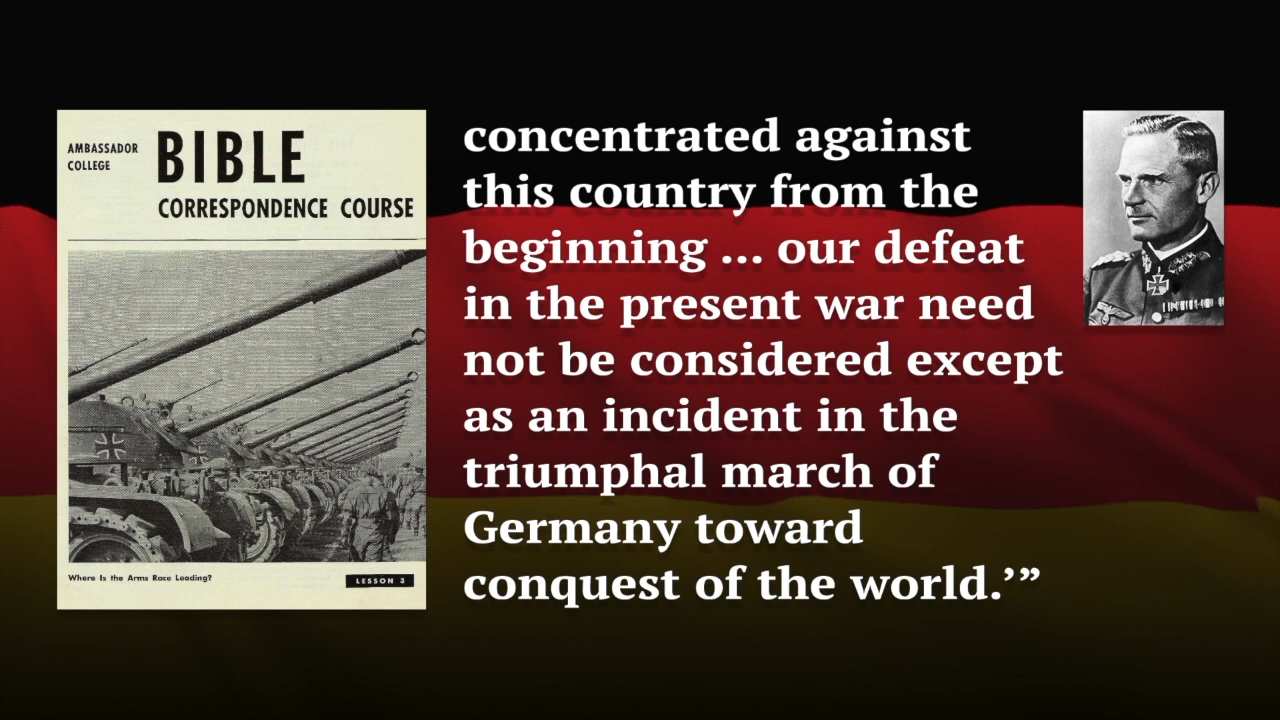 AMBASSADOR
COLLEGE
BIBLE
CORRESPONDENCE COURSE
Where Is the Arms Race Leading?
LESSON 3
concentrated against
this country from the
beginning ... our defeat
in the present war need
not be considered except
as an incident in the
triumphal march of
Germany toward
conquest of the world.’”